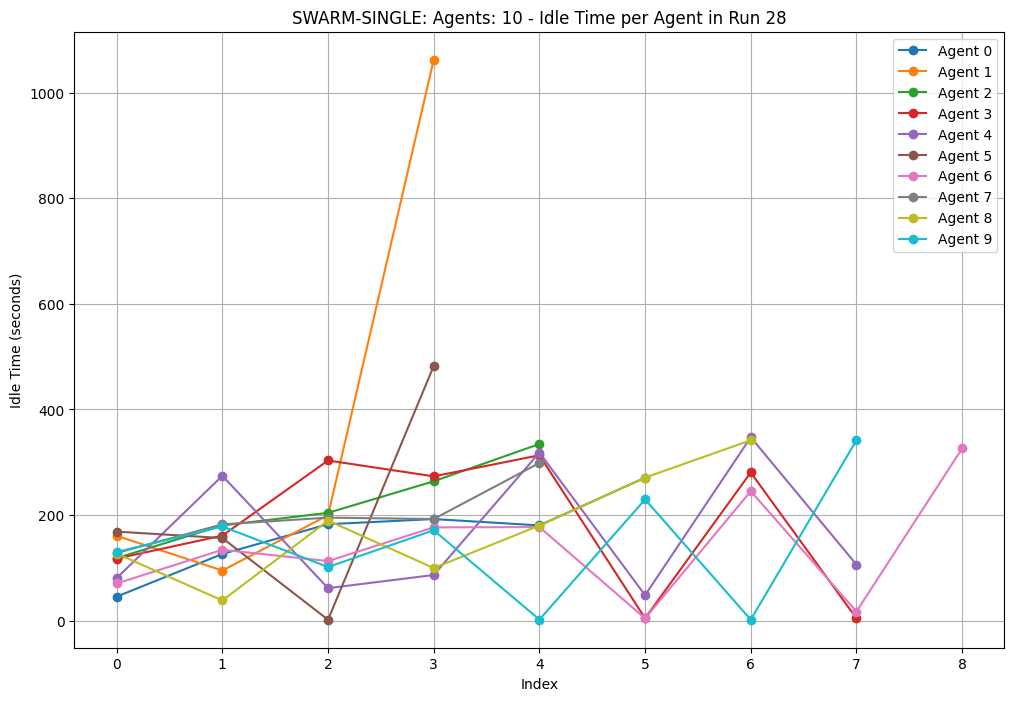 SWARM-SINGLE: Agents: 10 - Idle Time per Agent in Run 28
Agent 0
Agent 1
Agent 2
Agent 3
Agent 4
Agent 5
Agent 6
Agent 7
Agent 8
Agent 9
Idle Time (seconds)
1000
800
600
400
200
0
0 1 2 3 4 5 6 7 8
Index